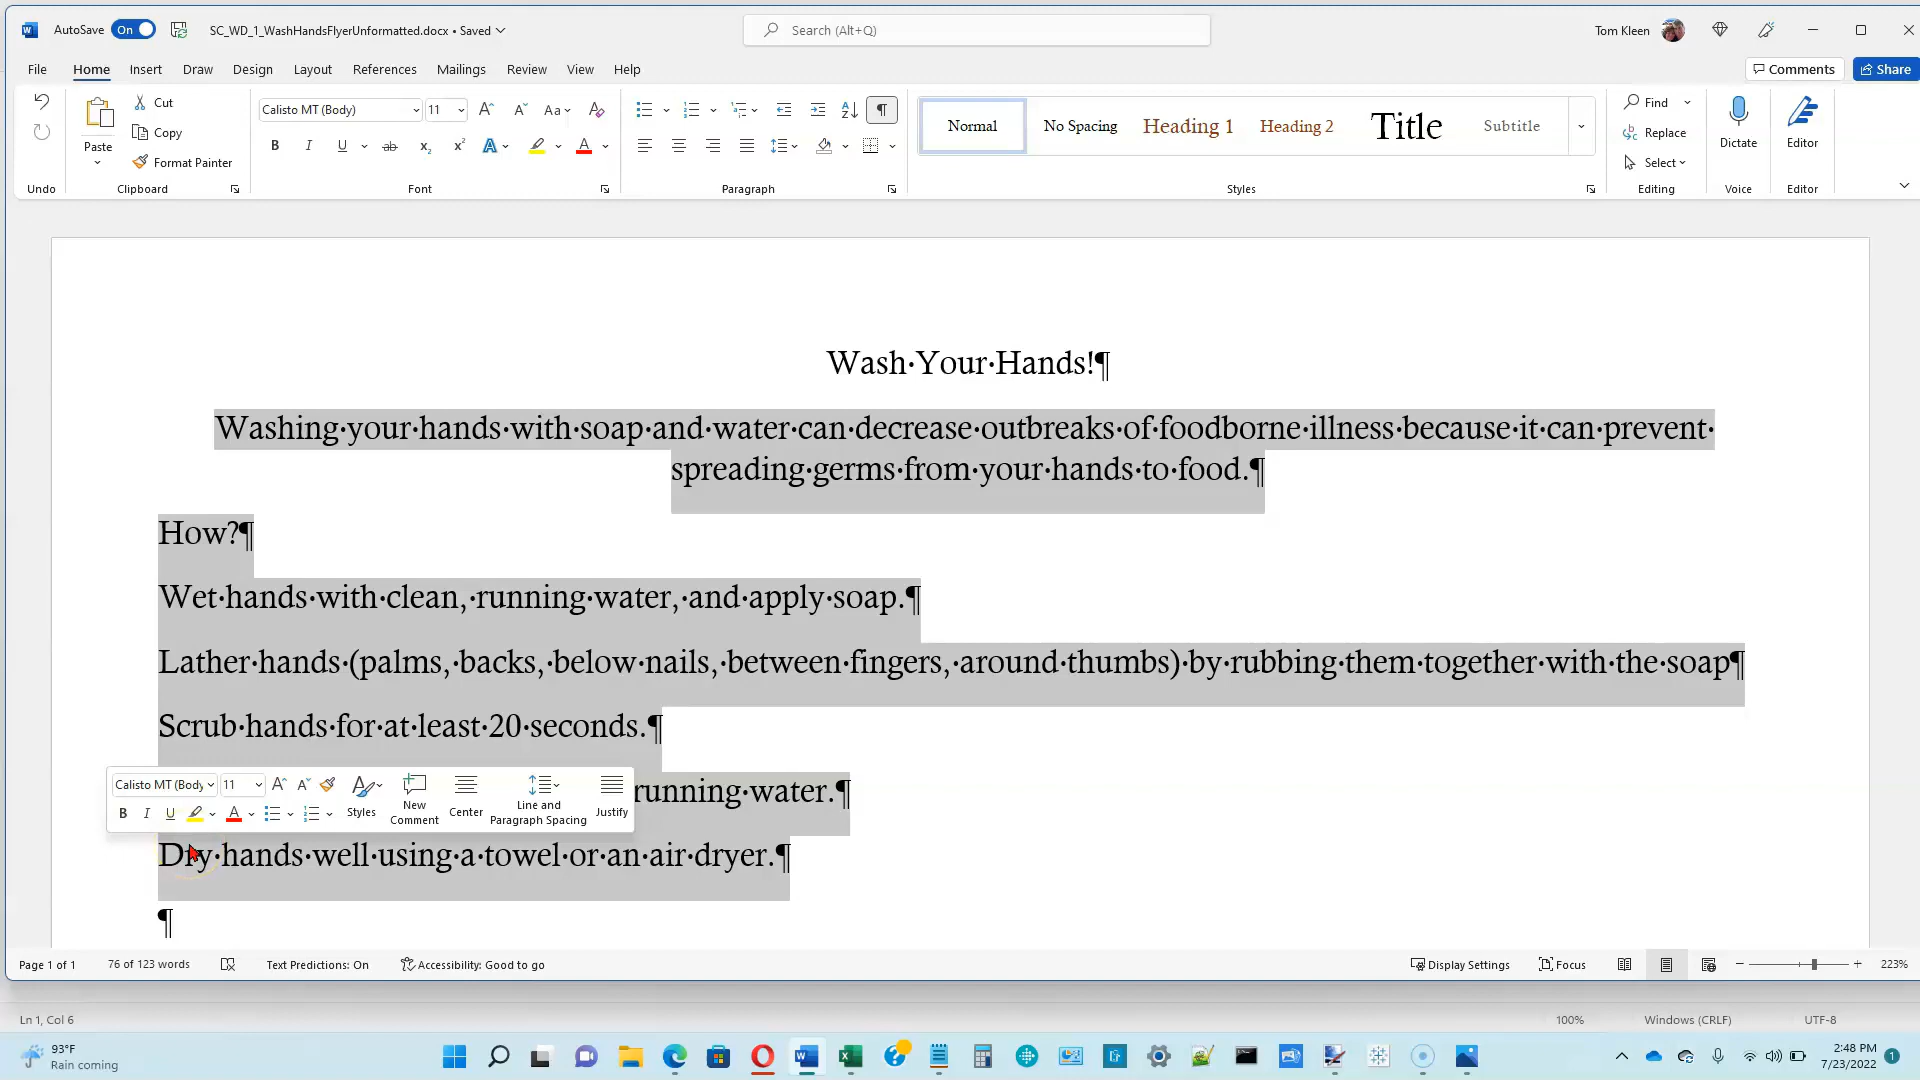 AutoSave On SC_WD_1_WashHandsFlyerUnformatted.docx • Saved Search (Alt+Q) Tom Kleen
File Home Insert Draw Design Layout References Mailings Review View Help Comments Share
Cut
Copy
Format Painter
Paste
Undo Clipboard
Calisto MT (Body) 11 Aa
B I U ab x₂ x² A A
Font
Paragraph
Normal No Spacing Heading 1 Heading 2 Title Subtitle
Styles
Find
Replace
Select
Editing
Dictate
Voice
Editor
Editor
Wash·Your·Hands!¶
Washing·your·hands·with·soap·and·water·can·decrease·outbreaks·of·foodborne·illness·because·it·can·prevent·
spreading·germs·from·your·hands·to·food.¶
How?¶
Wet·hands·with·clean,·running·water,·and·apply·soap.¶
Lather·hands·(palms,·backs,·below·nails,·between·fingers,·around·thumbs)·by·rubbing·them·together·with·the·soap¶
Scrub·hands·for·at·least·20·seconds.¶
running·water.¶
Calisto MT (Body 11
B I U A Styles New Comment Center Line and Paragraph Spacing Justify
Dry·hands·well·using·a·towel·or·an·air·dryer.¶
¶
Page 1 of 1 76 of 123 words Text Predictions: On Accessibility: Good to go Display Settings Focus 223%
Ln 1, Col 6 100% Windows (CRLF) UTF-8
93°F
Rain coming
2:48 PM
7/23/2022 1